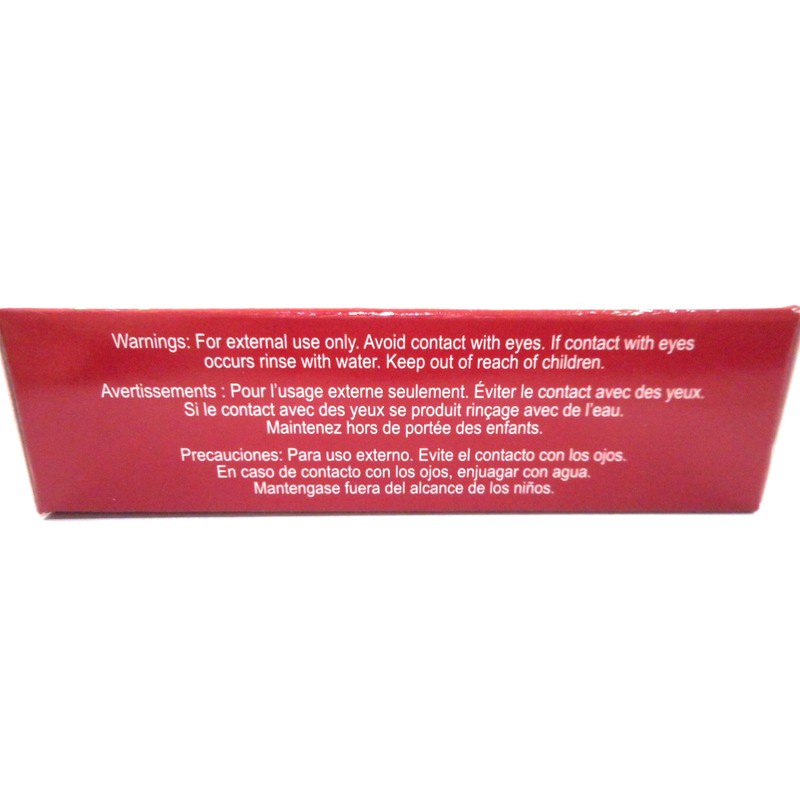 Warnings: For external use only. Avoid contact with eyes. If contact with eyes
occurs rinse with water. Keep out of reach of children.
Avertissements : Pour l'usage externe seulement. Éviter le contact avec des yeux.
Si le contact avec des yeux se produit rinçage avec de l'eau.
Maintenez hors de portée des enfants.
Precauciones: Para uso externo. Evite el contacto con los ojos.
En caso de contacto con los ojos, enjuagar con agua.
Mantengase fuera del alcance de los niños.